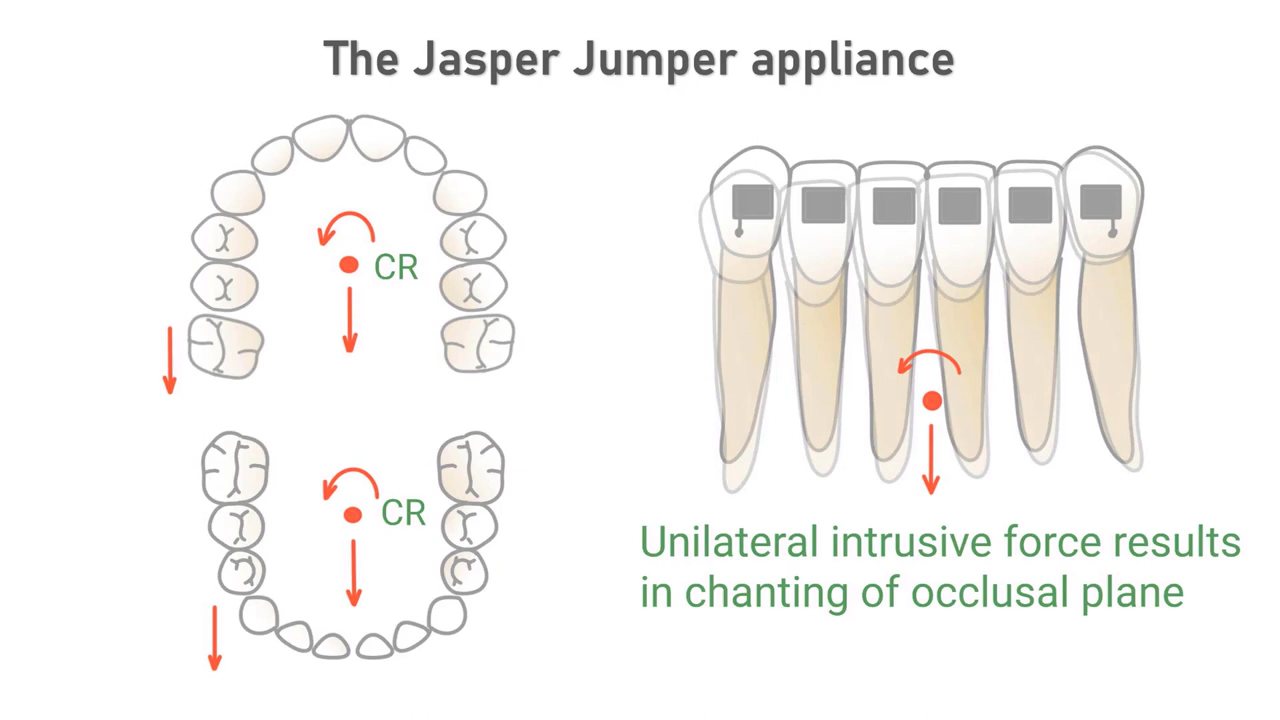 The Jasper Jumper appliance
CR
CR
Unilateral intrusive force results
in chanting of occlusal plane